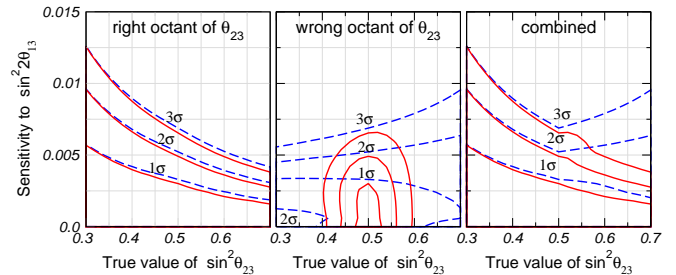 right octant of θ23
wrong octant of θ23
combined
Sensitivity to sin²2θ13
0.015
0.01
0.005
0.0
3σ
2σ
1σ
3σ
2σ
1σ
2σ
3σ
2σ
1σ
0.3 0.4 0.5 0.6
0.3 0.4 0.5 0.6
0.3 0.4 0.5 0.6 0.7
True value of sin²θ23
True value of sin²θ23
True value of sin²θ23